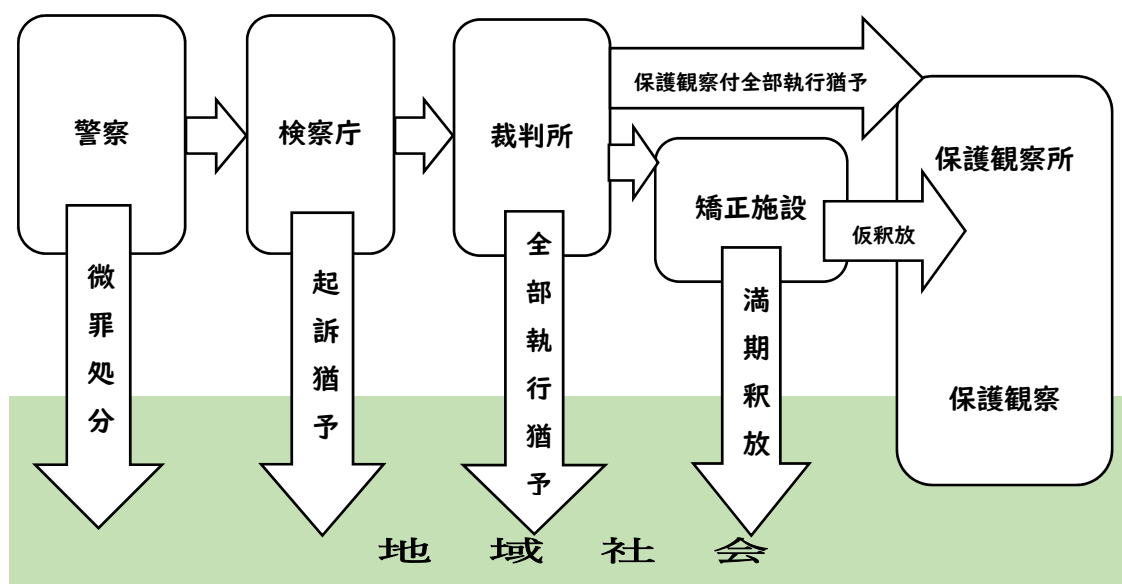 警察
検察庁
裁判所
保護観察付全部執行猶予
保護観察所
矯正施設
仮釈放
微罪処分
起訴猶予
全部執行猶予
満期釈放
保護観察
地域社会